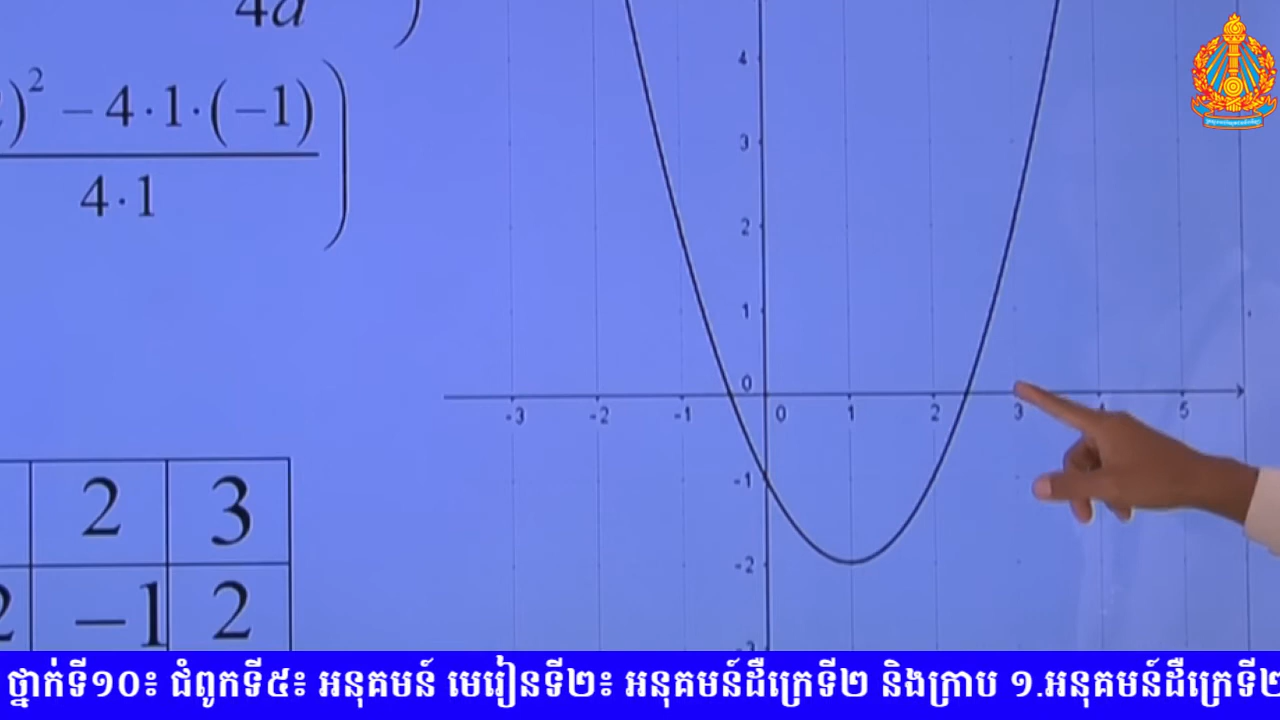 4a )
)² − 4·1·(−1) )
4·1
4
3
2
1
0
-3 -2 -1 0 1 2 3 4 5
-1
-2
-3
2 3
2 −1 2
ថ្នាក់ទី១០៖ ជំពូកទី៥៖ អនុគមន៍ មេរៀនទី២៖ អនុគមន៍ដឺក្រេទី២ និងក្រាប ១.អនុគមន៍ដឺក្រេទី២